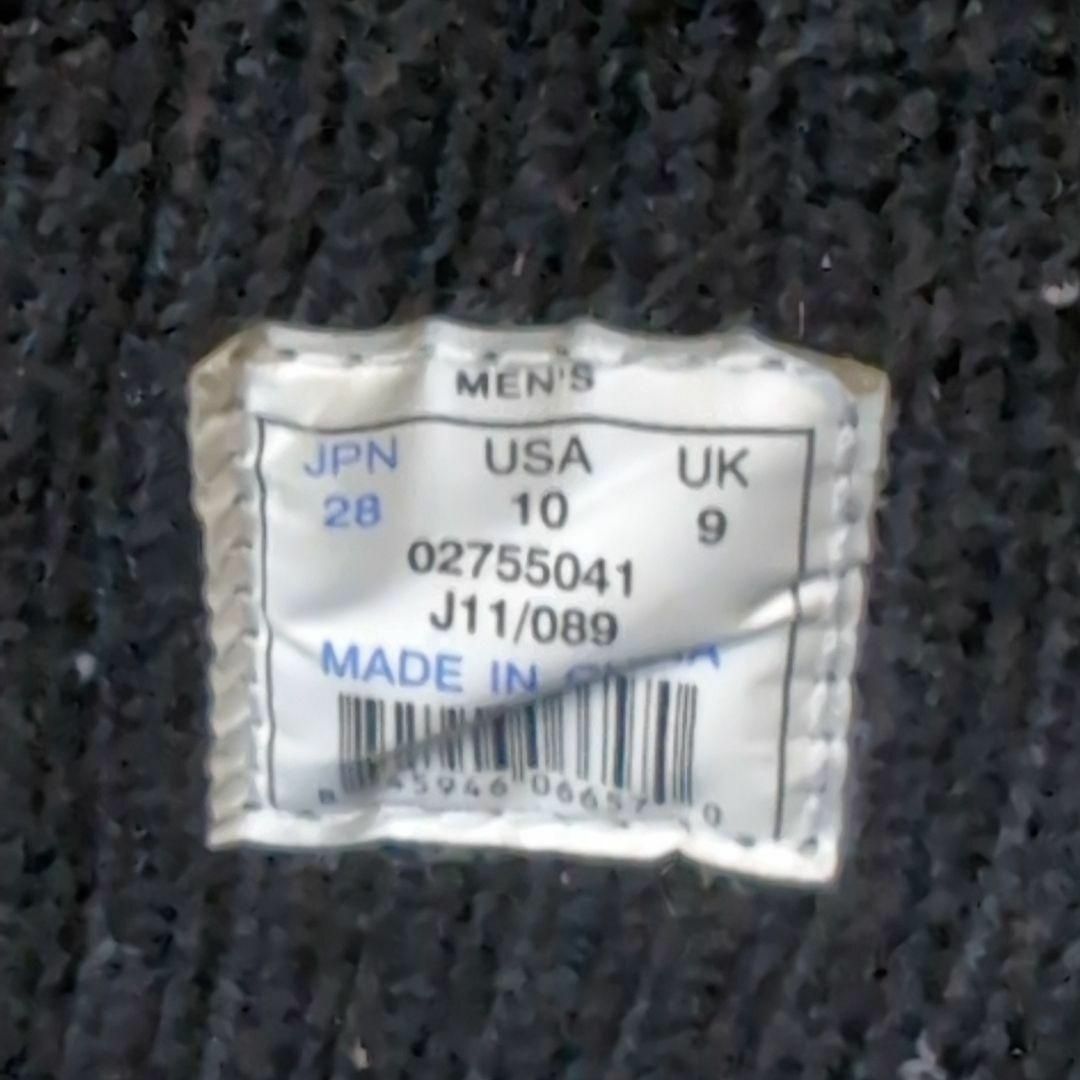 MEN'S
JPN USA UK
28 10 9
02755041
J11/089
MADE IN